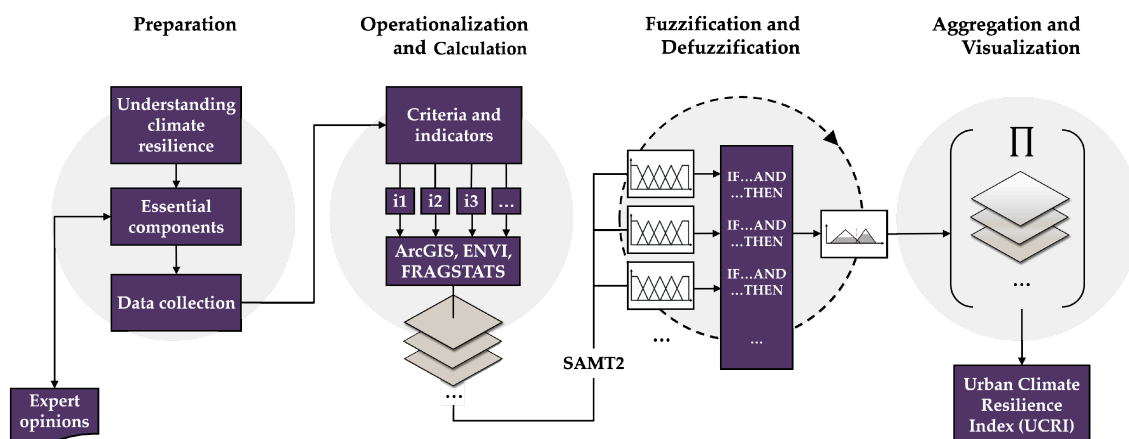 Preparation
Operationalization
and Calculation
Fuzzification and
Defuzzification
Aggregation and
Visualization
Understanding
climate
resilience
Essential
components
Data collection
Expert
opinions
Criteria and
indicators
i1 i2 i3 ...
ArcGIS, ENVI,
FRAGSTATS
...
SAMT2
...
IF...AND
...THEN
IF...AND
...THEN
IF...AND
...THEN
...
∏
...
Urban Climate
Resilience
Index (UCRI)